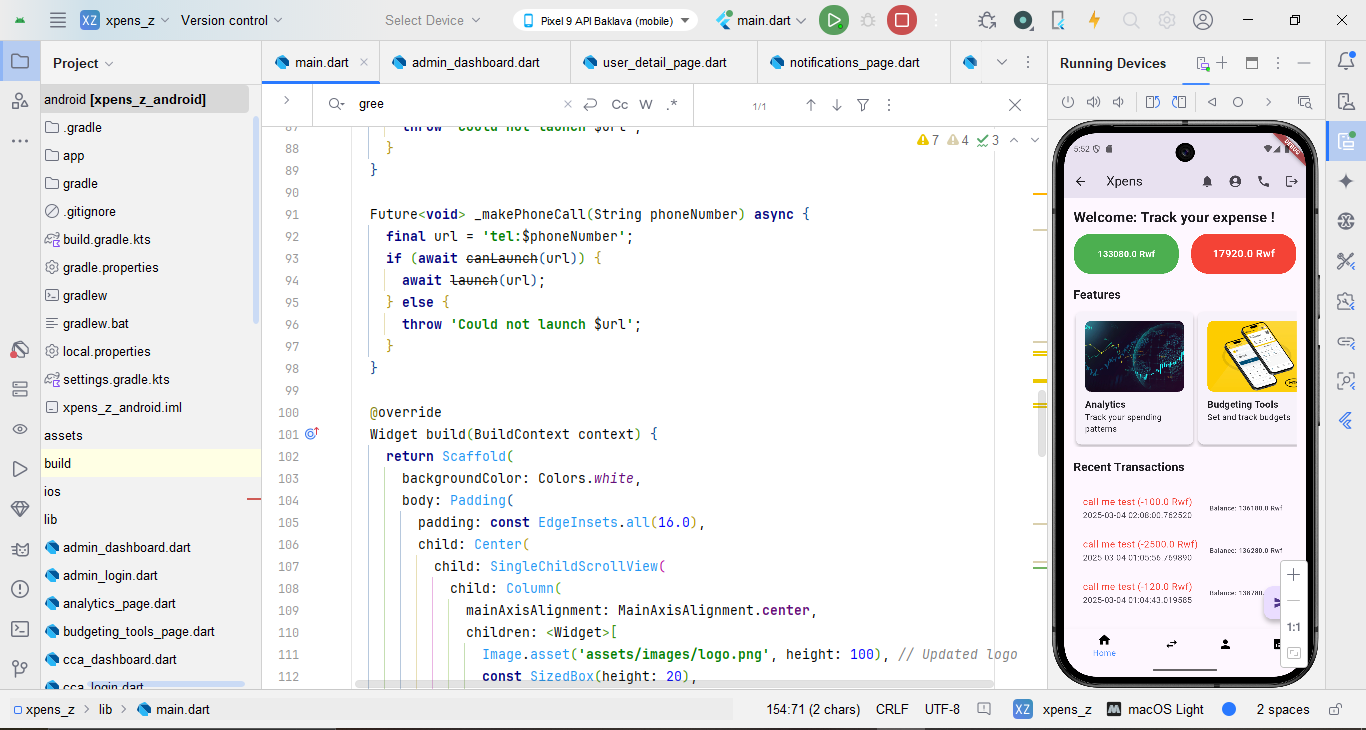 XZ xpens_z Version control Select Device Pixel 9 API Baklava (mobile) main.dart
Project
main.dart admin_dashboard.dart user_detail_page.dart notifications_page.dart
Running Devices
android [xpens_z_android]
.gradle
app
gradle
.gitignore
build.gradle.kts
gradle.properties
gradlew
gradlew.bat
local.properties
settings.gradle.kts
xpens_z_android.iml
assets
build
ios
lib
admin_dashboard.dart
admin_login.dart
analytics_page.dart
budgeting_tools_page.dart
cca_dashboard.dart
cca_login.dart
gree Cc W .* 1/1
7 4 3
87 throw 'Could not launch $url';
88 }
89 }
90
91 Future<void> _makePhoneCall(String phoneNumber) async {
92 final url = 'tel:$phoneNumber';
93 if (await canLaunch(url)) {
94 await launch(url);
95 } else {
96 throw 'Could not launch $url';
97 }
98 }
99
100 @override
101 Widget build(BuildContext context) {
102 return Scaffold(
103 backgroundColor: Colors.white,
104 body: Padding(
105 padding: const EdgeInsets.all(16.0),
106 child: Center(
107 child: SingleChildScrollView(
108 child: Column(
109 mainAxisAlignment: MainAxisAlignment.center,
110 children: <Widget>[
111 Image.asset('assets/images/logo.png', height: 100), // Updated logo
112 const SizedBox(height: 20),
5:52
Xpens
Welcome: Track your expense !
133080.0 Rwf 17920.0 Rwf
Features
Analytics
Track your spending
patterns
Budgeting Tools
Set and track budgets
Recent Transactions
call me test (-100.0 Rwf)
2025-03-04 02:08:00.762520
Balance: 136180.0 Rwf
call me test (-2500.0 Rwf)
2025-03-04 01:05:56.769890
Balance: 136280.0 Rwf
call me test (-120.0 Rwf)
2025-03-04 01:04:43.019585
Balance: 138780.
Home
1:1
xpens_z lib main.dart
154:71 (2 chars) CRLF UTF-8 XZ xpens_z macOS Light 2 spaces